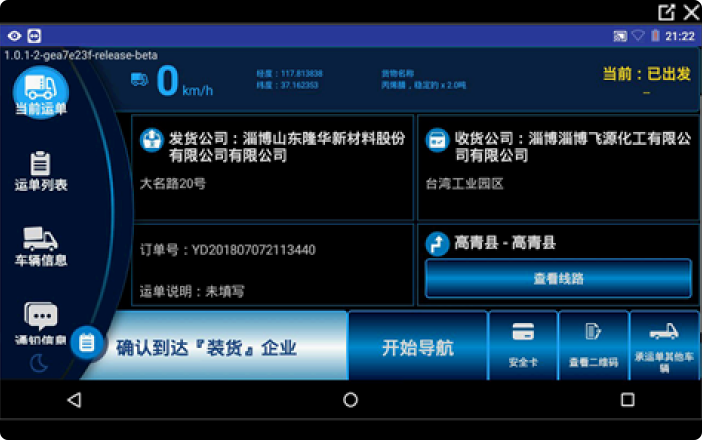 21:22
1.0.1-2-gea7e23f-release-beta
当前运单
运单列表
车辆信息
通知信息
0 km/h
经度：117.813838
纬度：37.162353
货物名称
丙烯腈，稳定的 x 2.0吨
当前：已出发
发货公司：淄博山东隆华新材料股份
有限公司有限公司
大名路20号
收货公司：淄博淄博飞源化工有限公
司有限公司
台湾工业园区
订单号：YD201807072113440
运单说明：未填写
高青县 - 高青县
查看线路
确认到达『装货』企业
开始导航
安全卡
查看二维码
承运单其他车
辆